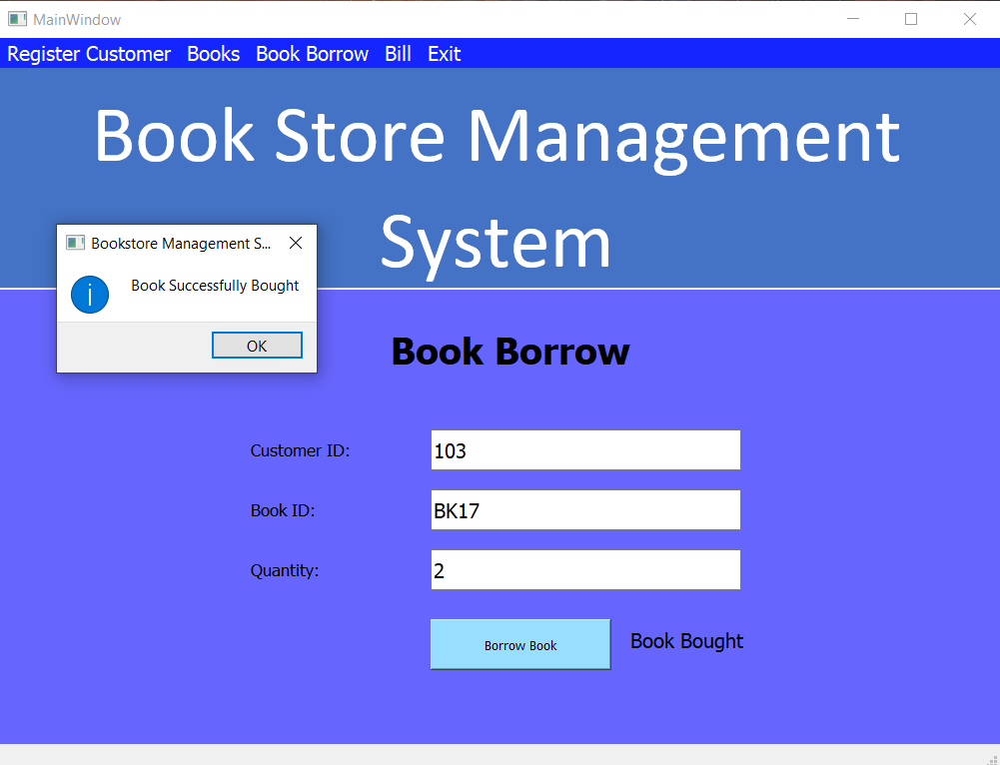 MainWindow
Register Customer Books Book Borrow Bill Exit
Book Store Management
System
Bookstore Management S...
Book Successfully Bought
OK
Book Borrow
Customer ID: 103
Book ID: BK17
Quantity: 2
Borrow Book Book Bought